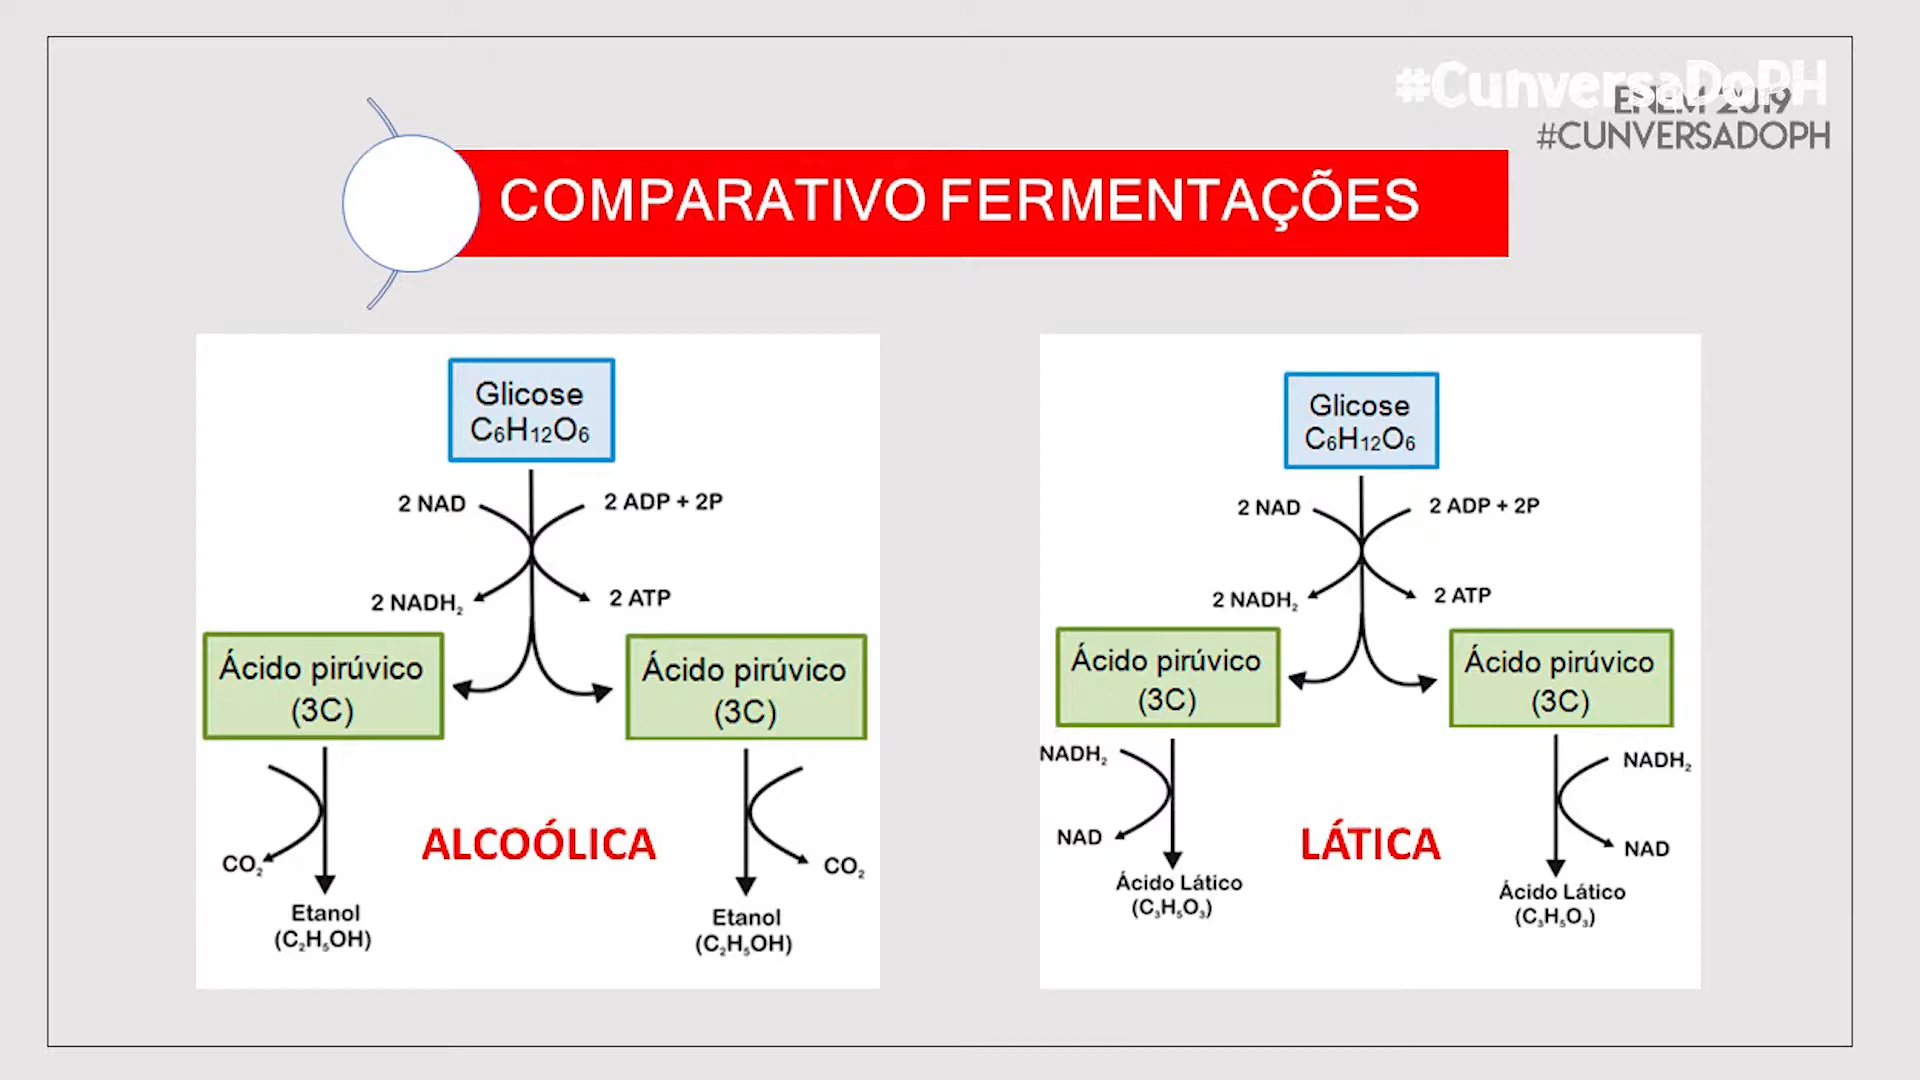 #CunversaDoPH
ENEM 2019
#CUNVERSADOPH
COMPARATIVO FERMENTAÇÕES
Glicose
C₆H₁₂O₆
2 NAD
2 ADP + 2P
2 NADH₂
2 ATP
Ácido pirúvico
(3C)
Ácido pirúvico
(3C)
CO₂
ALCOÓLICA
CO₂
Etanol
(C₂H₅OH)
Etanol
(C₂H₅OH)
Glicose
C₆H₁₂O₆
2 NAD
2 ADP + 2P
2 NADH₂
2 ATP
Ácido pirúvico
(3C)
Ácido pirúvico
(3C)
NADH₂
NADH₂
NAD
LÁTICA
NAD
Ácido Lático
(C₃H₅O₃)
Ácido Lático
(C₃H₅O₃)